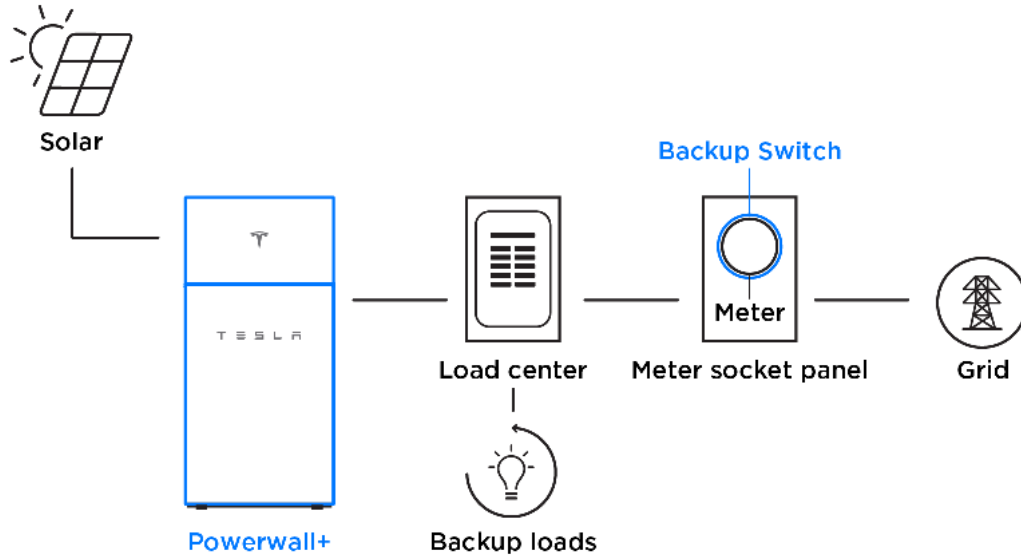 Solar
Backup Switch
TESLA
Meter
Load center
Meter socket panel
Grid
Powerwall+
Backup loads